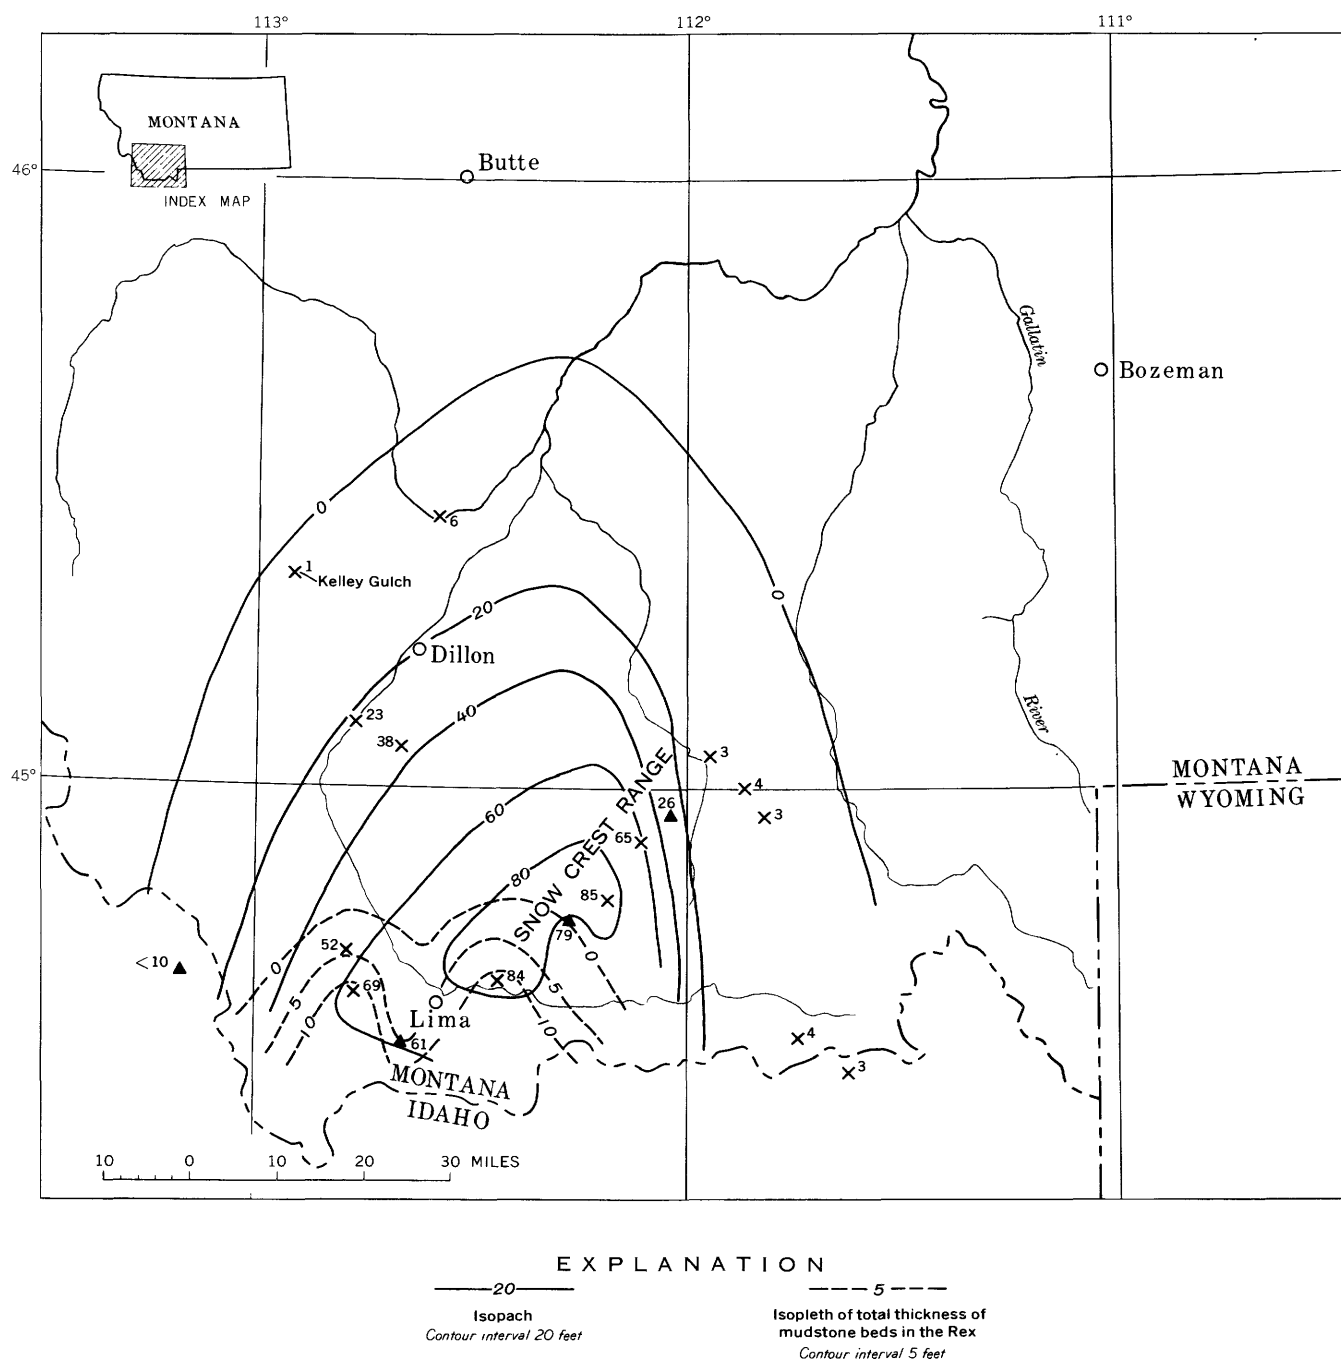 113°
112°
111°
MONTANA
46°
INDEX MAP
Butte
Gallatin
Bozeman
0
6
1
Kelley Gulch
20
0
Dillon
River
40
23
38
3
45°
MONTANA
WYOMING
4
60
26
3
SNOW CREST RANGE
65
80
85
79
52
<10
0
0
84
5
69
5
10
10
Lima
61
4
3
MONTANA
IDAHO
10 0 10 20 30 MILES
EXPLANATION
20
Isopach
Contour interval 20 feet
5
Isopleth of total thickness of
mudstone beds in the Rex
Contour interval 5 feet